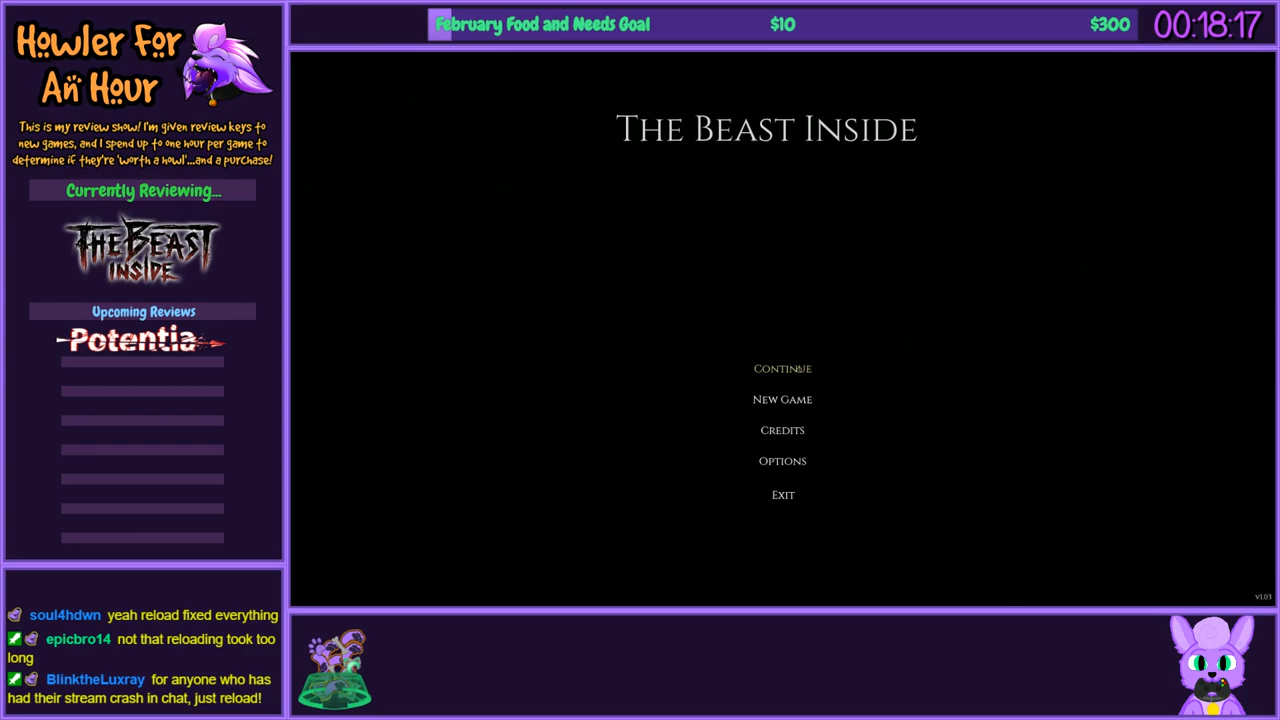 Howler For
An Hour
This is my review show! I'm given review keys to
new games, and I spend up to one hour per game to
determine if they're 'worth a howl'...and a purchase!
Currently Reviewing...
THE BEAST
INSIDE
Upcoming Reviews
Potentia
February Food and Needs Goal $10 $300 00:18:17
The Beast Inside
Continue
New Game
Credits
Options
Exit
v1.03
soul4hdwn yeah reload fixed everything
epicbro14 not that reloading took too
long
BlinktheLuxray for anyone who has
had their stream crash in chat, just reload!